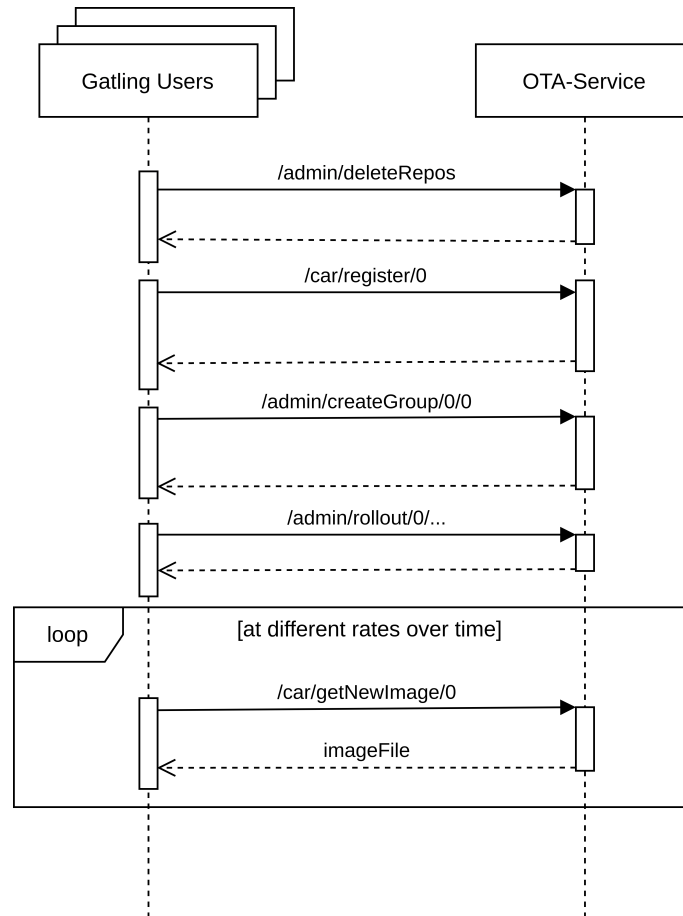 Gatling Users
OTA-Service
/admin/deleteRepos
/car/register/0
/admin/createGroup/0/0
/admin/rollout/0/...
loop
[at different rates over time]
/car/getNewImage/0
imageFile